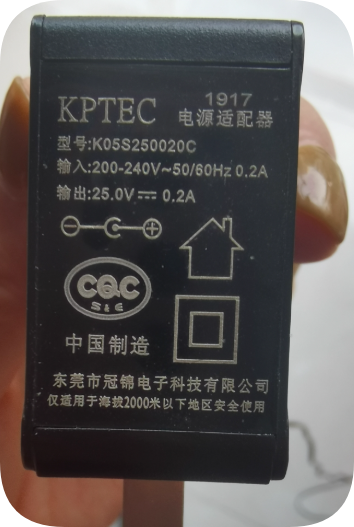 KPTEC 1917
电源适配器
型号:K05S250020C
输入:200-240V~50/60Hz 0.2A
输出:25.0V⎓0.2A
CQC
S&E
中国制造
东莞市冠锦电子科技有限公司
仅适用于海拔2000米以下地区安全使用